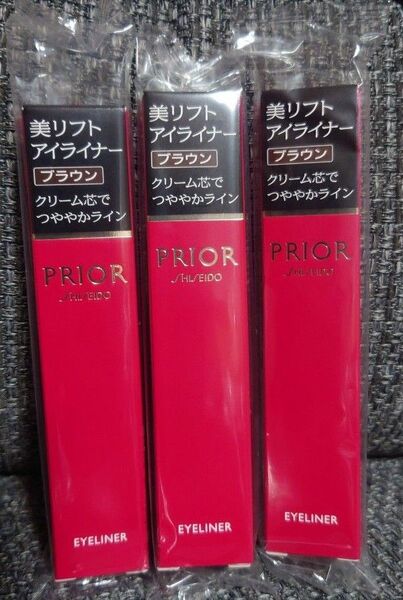 美リフト
アイライナー
ブラウン
クリーム芯で
つややかライン
PRIOR
SHISEIDO
EYELINER
美リフト
アイライナー
ブラウン
クリーム芯で
つややかライン
PRIOR
SHISEIDO
EYELINER
美リフト
アイライナー
ブラウン
クリーム芯で
つややかライン
PRIOR
SHISEIDO
EYELINER